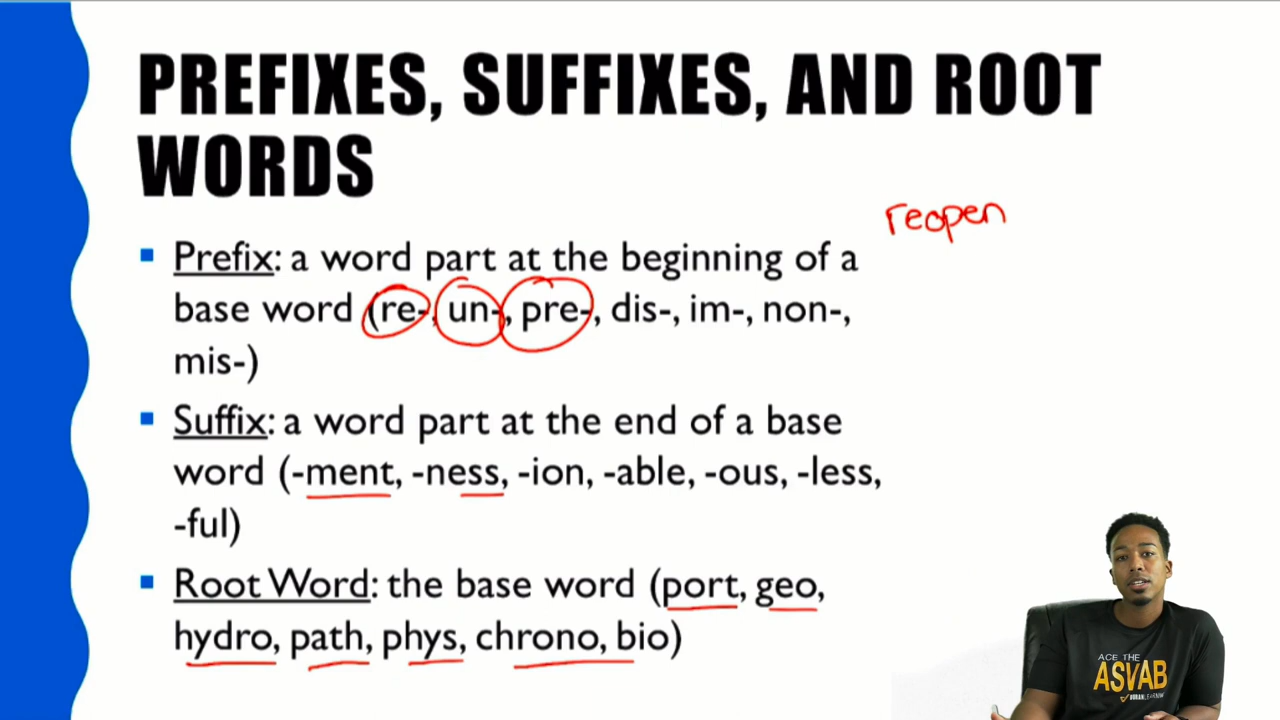 PREFIXES, SUFFIXES, AND ROOT
WORDS
reopen
Prefix: a word part at the beginning of a
base word (re-, un-, pre-, dis-, im-, non-,
mis-)
Suffix: a word part at the end of a base
word (-ment, -ness, -ion, -able, -ous, -less,
-ful)
Root Word: the base word (port, geo,
hydro, path, phys, chrono, bio)
ACE THE
ASVAB